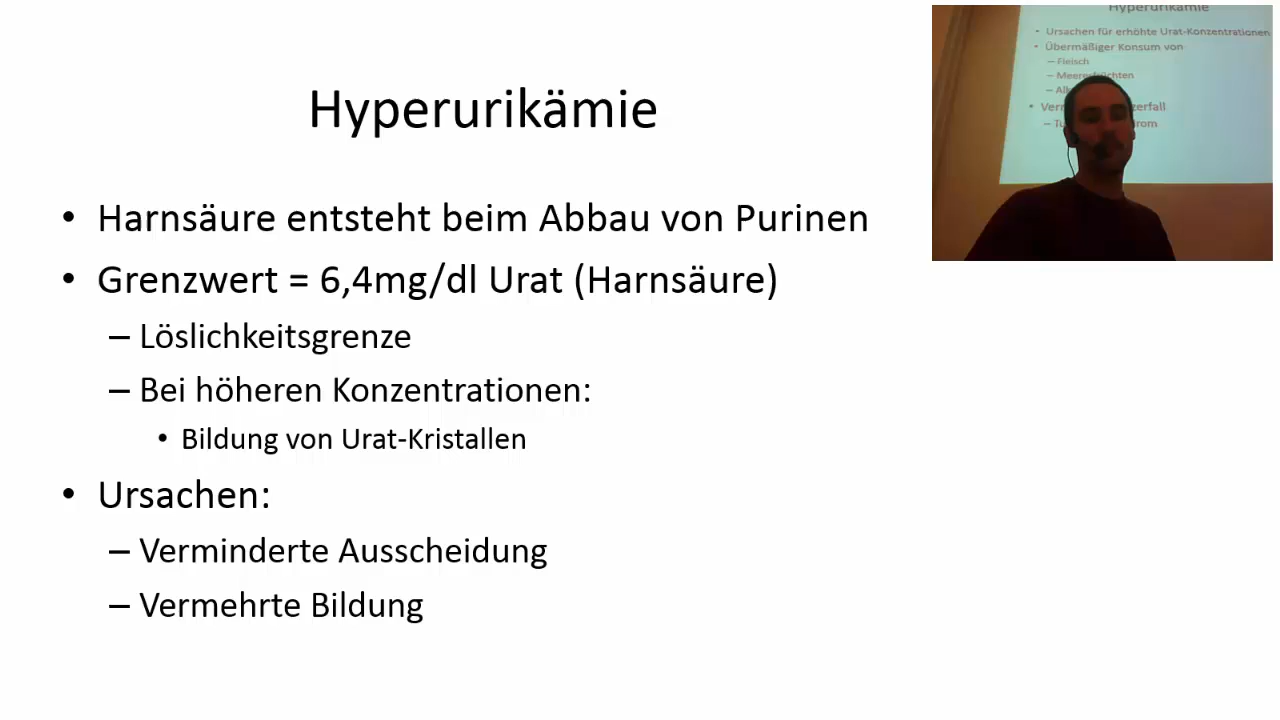 Hyperurikämie
• Harnsäure entsteht beim Abbau von Purinen
• Grenzwert = 6,4mg/dl Urat (Harnsäure)
– Löslichkeitsgrenze
– Bei höheren Konzentrationen:
• Bildung von Urat-Kristallen
• Ursachen:
– Verminderte Ausscheidung
– Vermehrte Bildung
Hyperurikämie
• Ursachen für erhöhte Urat-Konzentrationen
• Übermäßiger Konsum von
– Fleisch